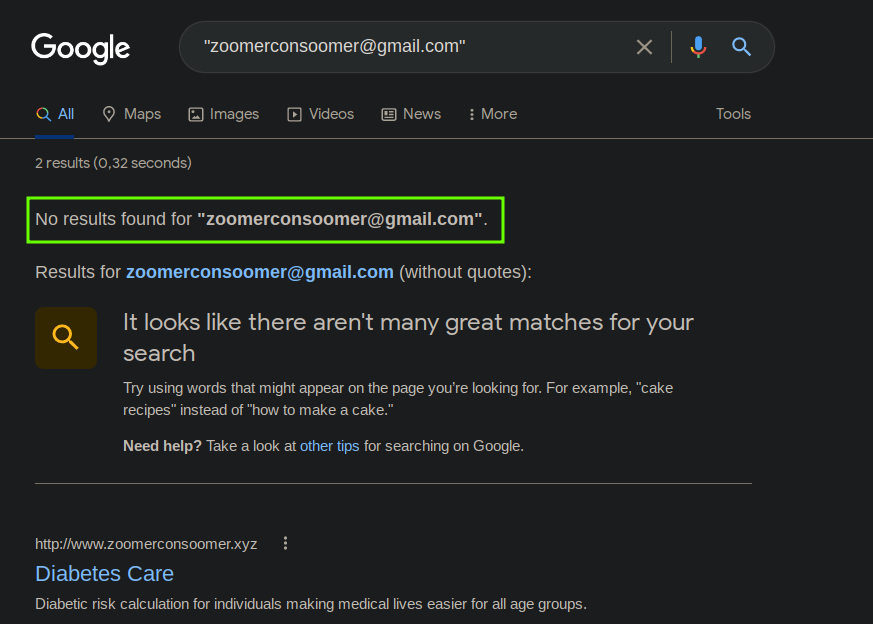 Google
"zoomerconsoomer@gmail.com"
All Maps Images Videos News More Tools
2 results (0,32 seconds)
No results found for "zoomerconsoomer@gmail.com".
Results for zoomerconsoomer@gmail.com (without quotes):
It looks like there aren't many great matches for your
search
Try using words that might appear on the page you're looking for. For example, "cake
recipes" instead of "how to make a cake."
Need help? Take a look at other tips for searching on Google.
http://www.zoomerconsoomer.xyz
Diabetes Care
Diabetic risk calculation for individuals making medical lives easier for all age groups.